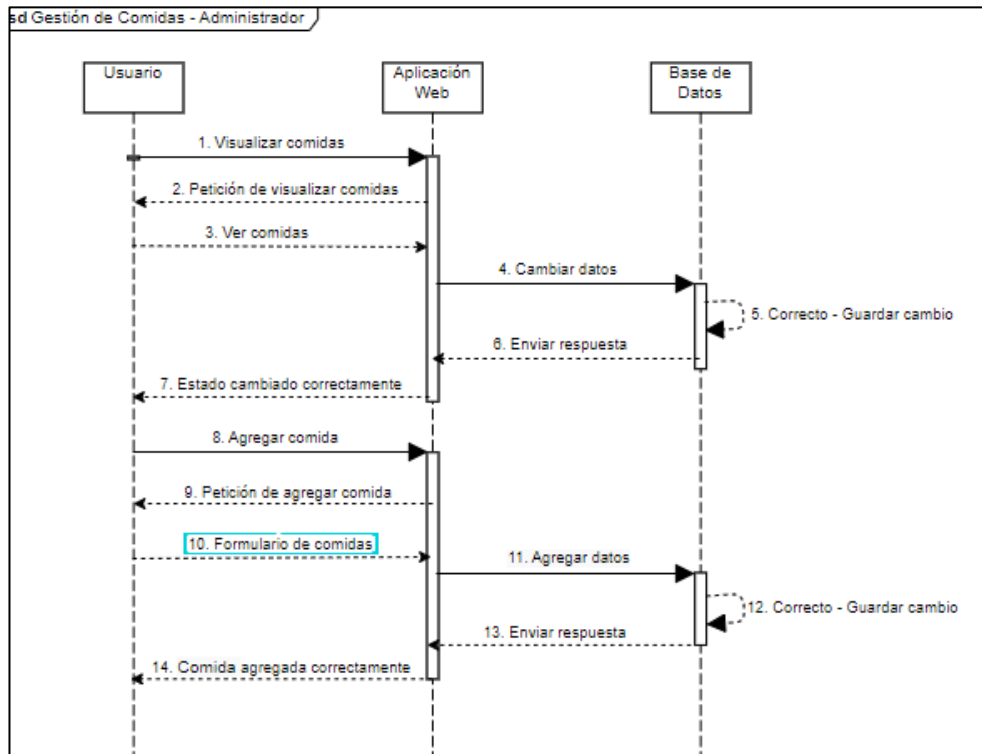 sd Gestión de Comidas - Administrador
Usuario
Aplicación
Web
Base de
Datos
1. Visualizar comidas
2. Petición de visualizar comidas
3. Ver comidas
4. Cambiar datos
5. Correcto - Guardar cambio
6. Enviar respuesta
7. Estado cambiado correctamente
8. Agregar comida
9. Petición de agregar comida
10. Formulario de comidas
11. Agregar datos
12. Correcto - Guardar cambio
13. Enviar respuesta
14. Comida agregada correctamente